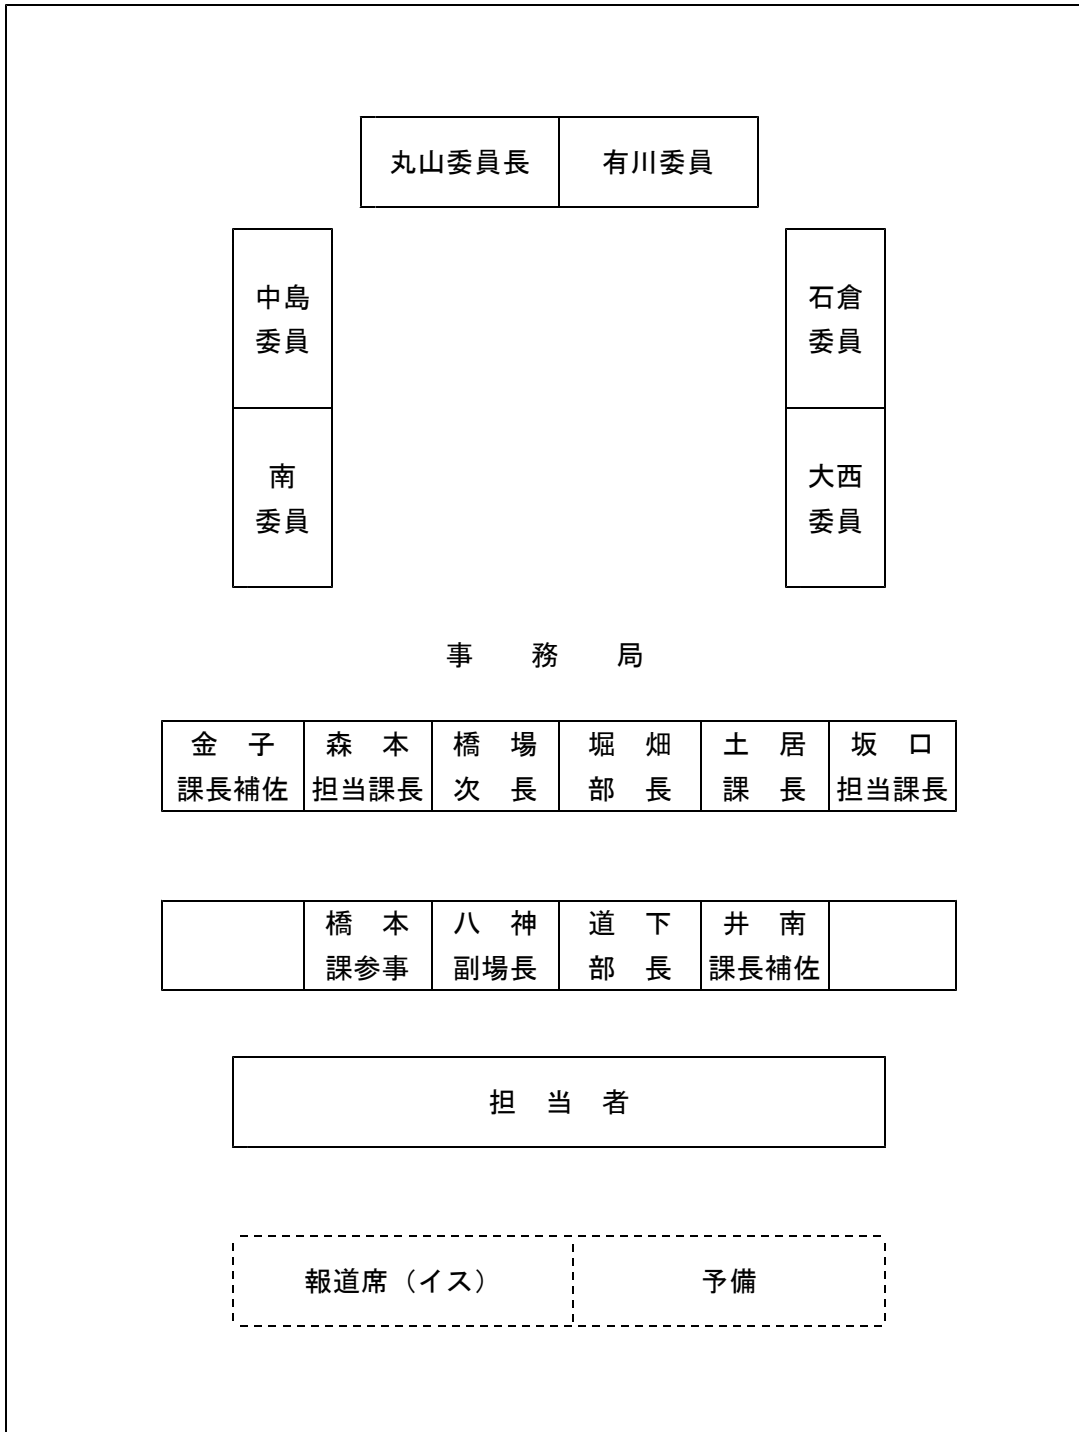 丸山委員長 有川委員
中島
委員
石倉
委員
南
委員
大西
委員
事　務　局
金　子 森　本 橋　場 堀　畑 土　居 坂　口
課長補佐 担当課長 次　長 部　長 課　長 担当課長
橋　本 八　神 道　下 井　南
課参事 副場長 部　長 課長補佐
担　当　者
報道席（イス） 予備